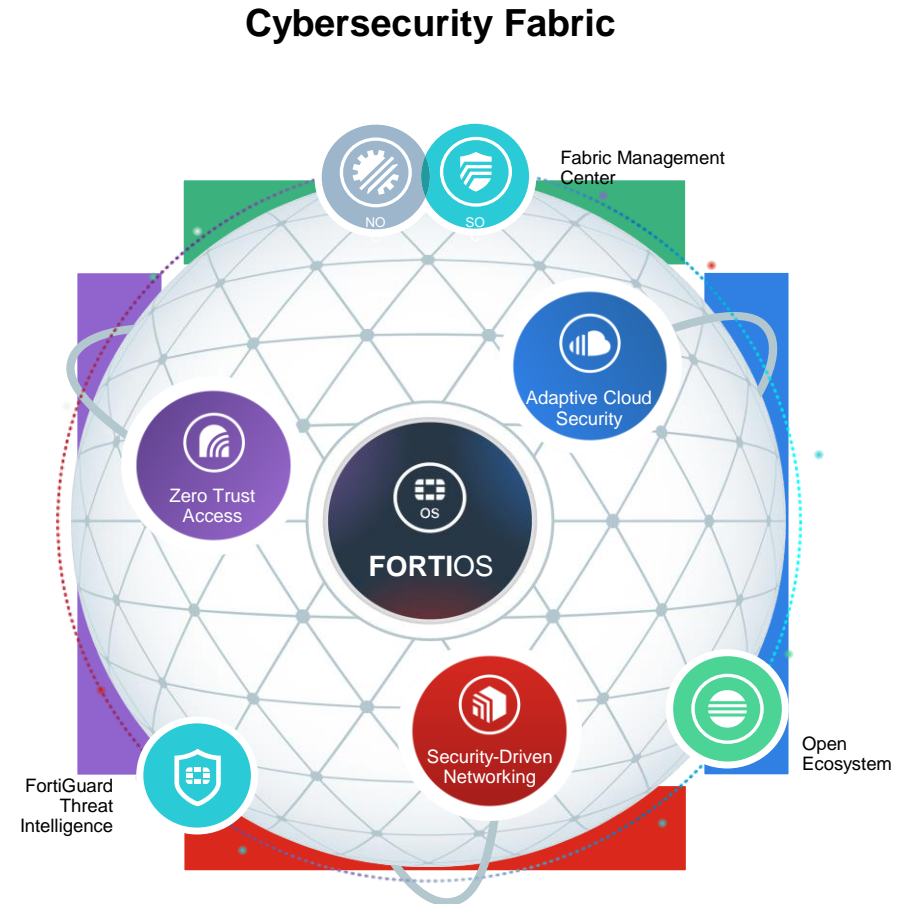 Cybersecurity Fabric
NO
SO
Fabric Management
Center
Adaptive Cloud
Security
Zero Trust
Access
OS
FORTIOS
Security-Driven
Networking
Open
Ecosystem
FortiGuard
Threat
Intelligence